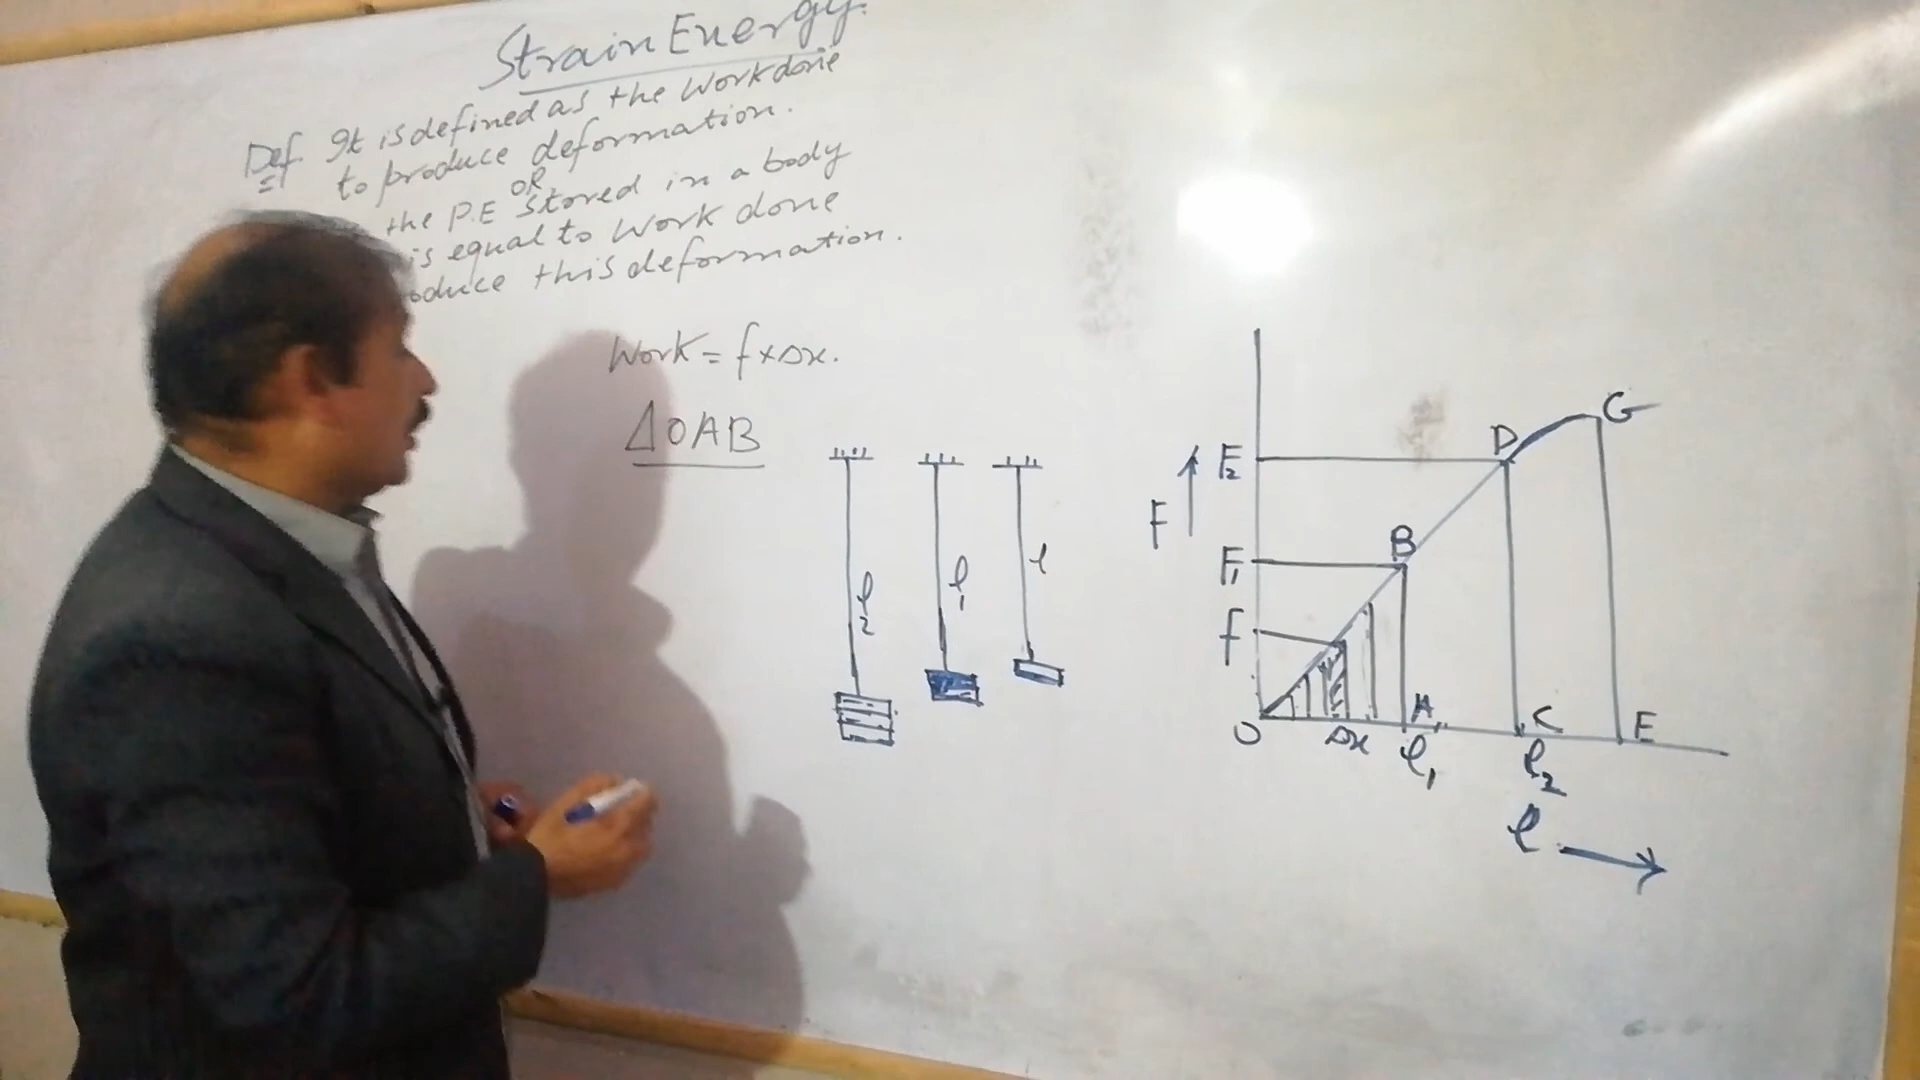 Strain Energy.
Def It is defined as the Work done
to produce deformation.
OR
the P.E stored in a body
is equal to Work done
oduce this deformation.
Work = f x Δx.
ΔOAB
l2
l1
l
F
F2
F1
f
O
B
D
G
Δx
A
C
E
l1
l2
l